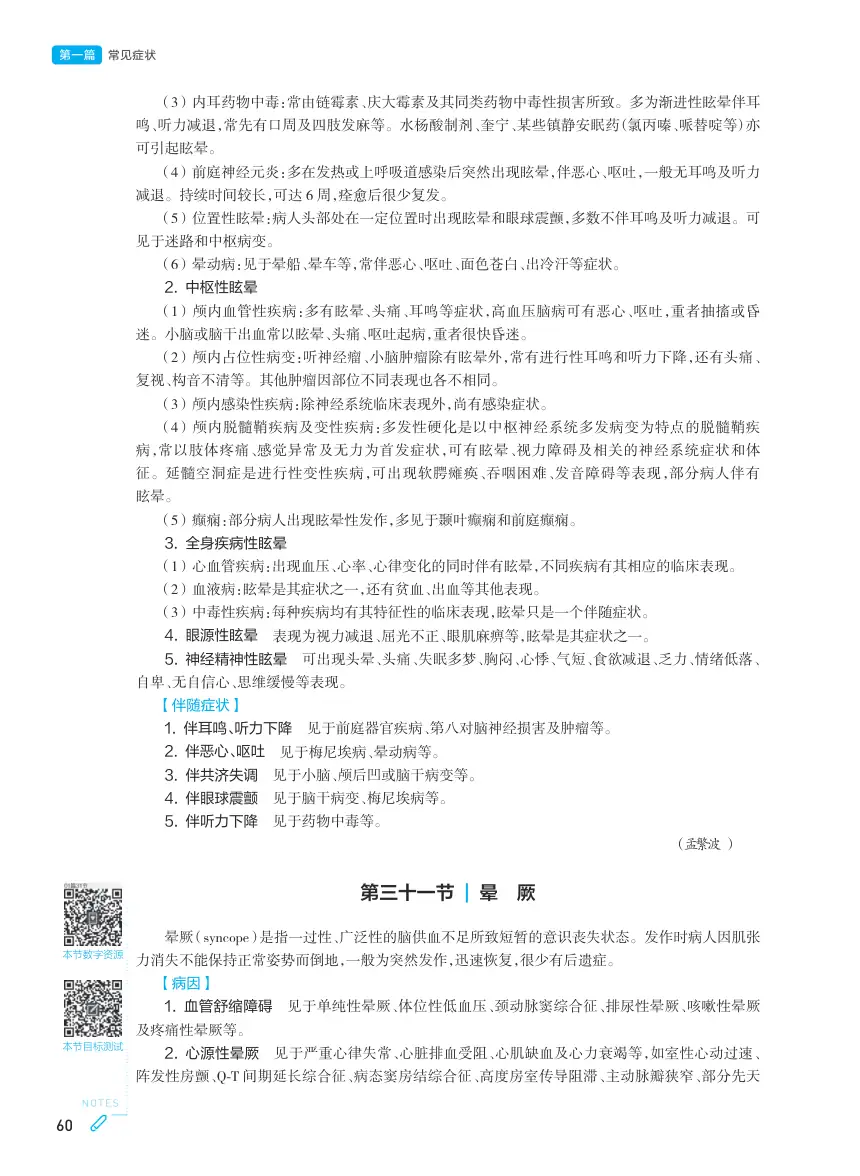 第一篇 常见症状
（3）内耳药物中毒：常由链霉素、庆大霉素及其同类药物中毒性损害所致。多为渐进性眩晕伴耳
鸣、听力减退，常先有口周及四肢发麻等。水杨酸制剂、奎宁、某些镇静安眠药（氯丙嗪、哌替啶等）亦
可引起眩晕。
（4）前庭神经元炎：多在发热或上呼吸道感染后突然出现眩晕，伴恶心、呕吐，一般无耳鸣及听力
减退。持续时间较长，可达 6 周，痊愈后很少复发。
（5）位置性眩晕：病人头部处在一定位置时出现眩晕和眼球震颤，多数不伴耳鸣及听力减退。可
见于迷路和中枢病变。
（6）晕动病：见于晕船、晕车等，常伴恶心、呕吐、面色苍白、出冷汗等症状。
2. 中枢性眩晕
（1）颅内血管性疾病：多有眩晕、头痛、耳鸣等症状，高血压脑病可有恶心、呕吐，重者抽搐或昏
迷。小脑或脑干出血常以眩晕、头痛、呕吐起病，重者很快昏迷。
（2）颅内占位性病变：听神经瘤、小脑肿瘤除有眩晕外，常有进行性耳鸣和听力下降，还有头痛、
复视、构音不清等。其他肿瘤因部位不同表现也各不相同。
（3）颅内感染性疾病：除神经系统临床表现外，尚有感染症状。
（4）颅内脱髓鞘疾病及变性疾病：多发性硬化是以中枢神经系统多发病变为特点的脱髓鞘疾
病，常以肢体疼痛、感觉异常及无力为首发症状，可有眩晕、视力障碍及相关的神经系统症状和体
征。延髓空洞症是进行性变性疾病，可出现软腭瘫痪、吞咽困难、发音障碍等表现，部分病人伴有
眩晕。
（5）癫痫：部分病人出现眩晕性发作，多见于颞叶癫痫和前庭癫痫。
3. 全身疾病性眩晕
（1）心血管疾病：出现血压、心率、心律变化的同时伴有眩晕，不同疾病有其相应的临床表现。
（2）血液病：眩晕是其症状之一，还有贫血、出血等其他表现。
（3）中毒性疾病：每种疾病均有其特征性的临床表现，眩晕只是一个伴随症状。
4. 眼源性眩晕 表现为视力减退、屈光不正、眼肌麻痹等，眩晕是其症状之一。
5. 神经精神性眩晕 可出现头晕、头痛、失眠多梦、胸闷、心悸、气短、食欲减退、乏力、情绪低落、
自卑、无自信心、思维缓慢等表现。
【伴随症状】
1. 伴耳鸣、听力下降 见于前庭器官疾病、第八对脑神经损害及肿瘤等。
2. 伴恶心、呕吐 见于梅尼埃病、晕动病等。
3. 伴共济失调 见于小脑、颅后凹或脑干病变等。
4. 伴眼球震颤 见于脑干病变、梅尼埃病等。
5. 伴听力下降 见于药物中毒等。
（孟繁波 ）
第三十一节 | 晕 厥
晕厥（syncope）是指一过性、广泛性的脑供血不足所致短暂的意识丧失状态。发作时病人因肌张
力消失不能保持正常姿势而倒地，一般为突然发作，迅速恢复，很少有后遗症。
【病因】
1. 血管舒缩障碍 见于单纯性晕厥、体位性低血压、颈动脉窦综合征、排尿性晕厥、咳嗽性晕厥
及疼痛性晕厥等。
2. 心源性晕厥 见于严重心律失常、心脏排血受阻、心肌缺血及心力衰竭等，如室性心动过速、
阵发性房颤、Q-T 间期延长综合征、病态窦房结综合征、高度房室传导阻滞、主动脉瓣狭窄、部分先天
本节数字资源
本节目标测试
NOTES
60